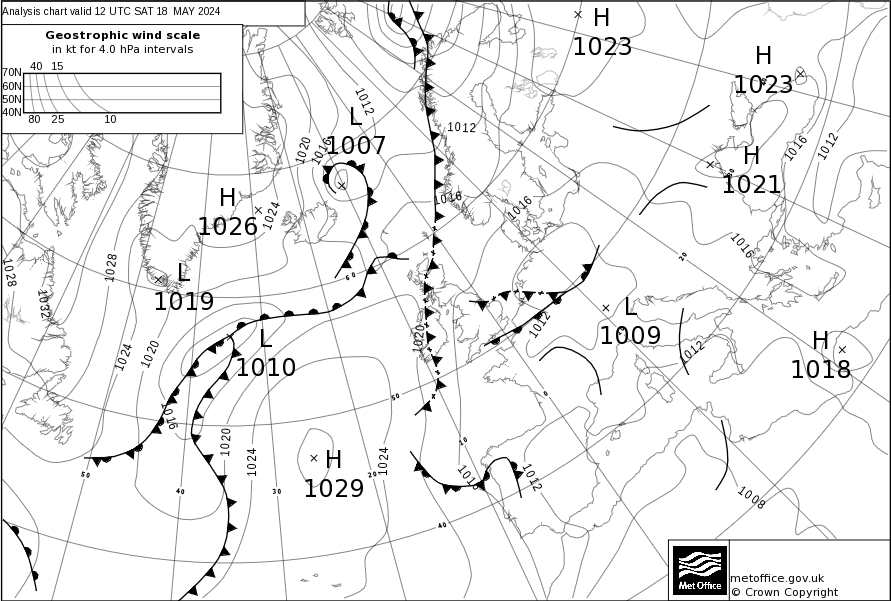 Analysis chart valid 12 UTC SAT 18 MAY 2024
Geostrophic wind scale
in kt for 4.0 hPa intervals
40 15
70N
60N
50N
40N
80 25 10
H
1023
H
1023
L
1007
1012
1012
1020
1016
1016
1012
H
1021
H
1026
1024
1016
1016
1016
20
1028
1028
1032
L
1019
60
L
1010
1024
1020
1020
1012
L
1009
1012
H
1018
1016
50
0
1020
1024
H
1029
1024
20
10
1016
1012
50
40
30
40
1008
Met Office
metoffice.gov.uk
© Crown Copyright